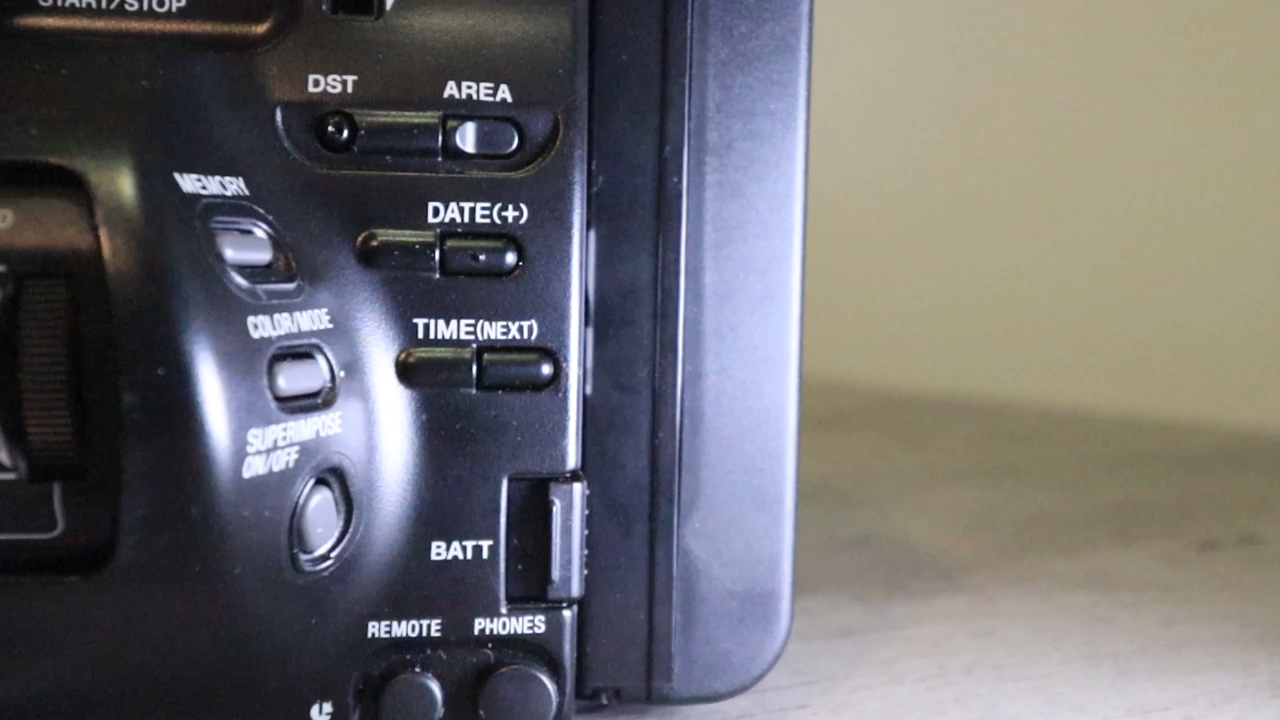 START/STOP
DST
AREA
MEMORY
DATE(+)
COLOR/MODE
TIME(NEXT)
SUPERIMPOSE
ON/OFF
BATT
REMOTE
PHONES